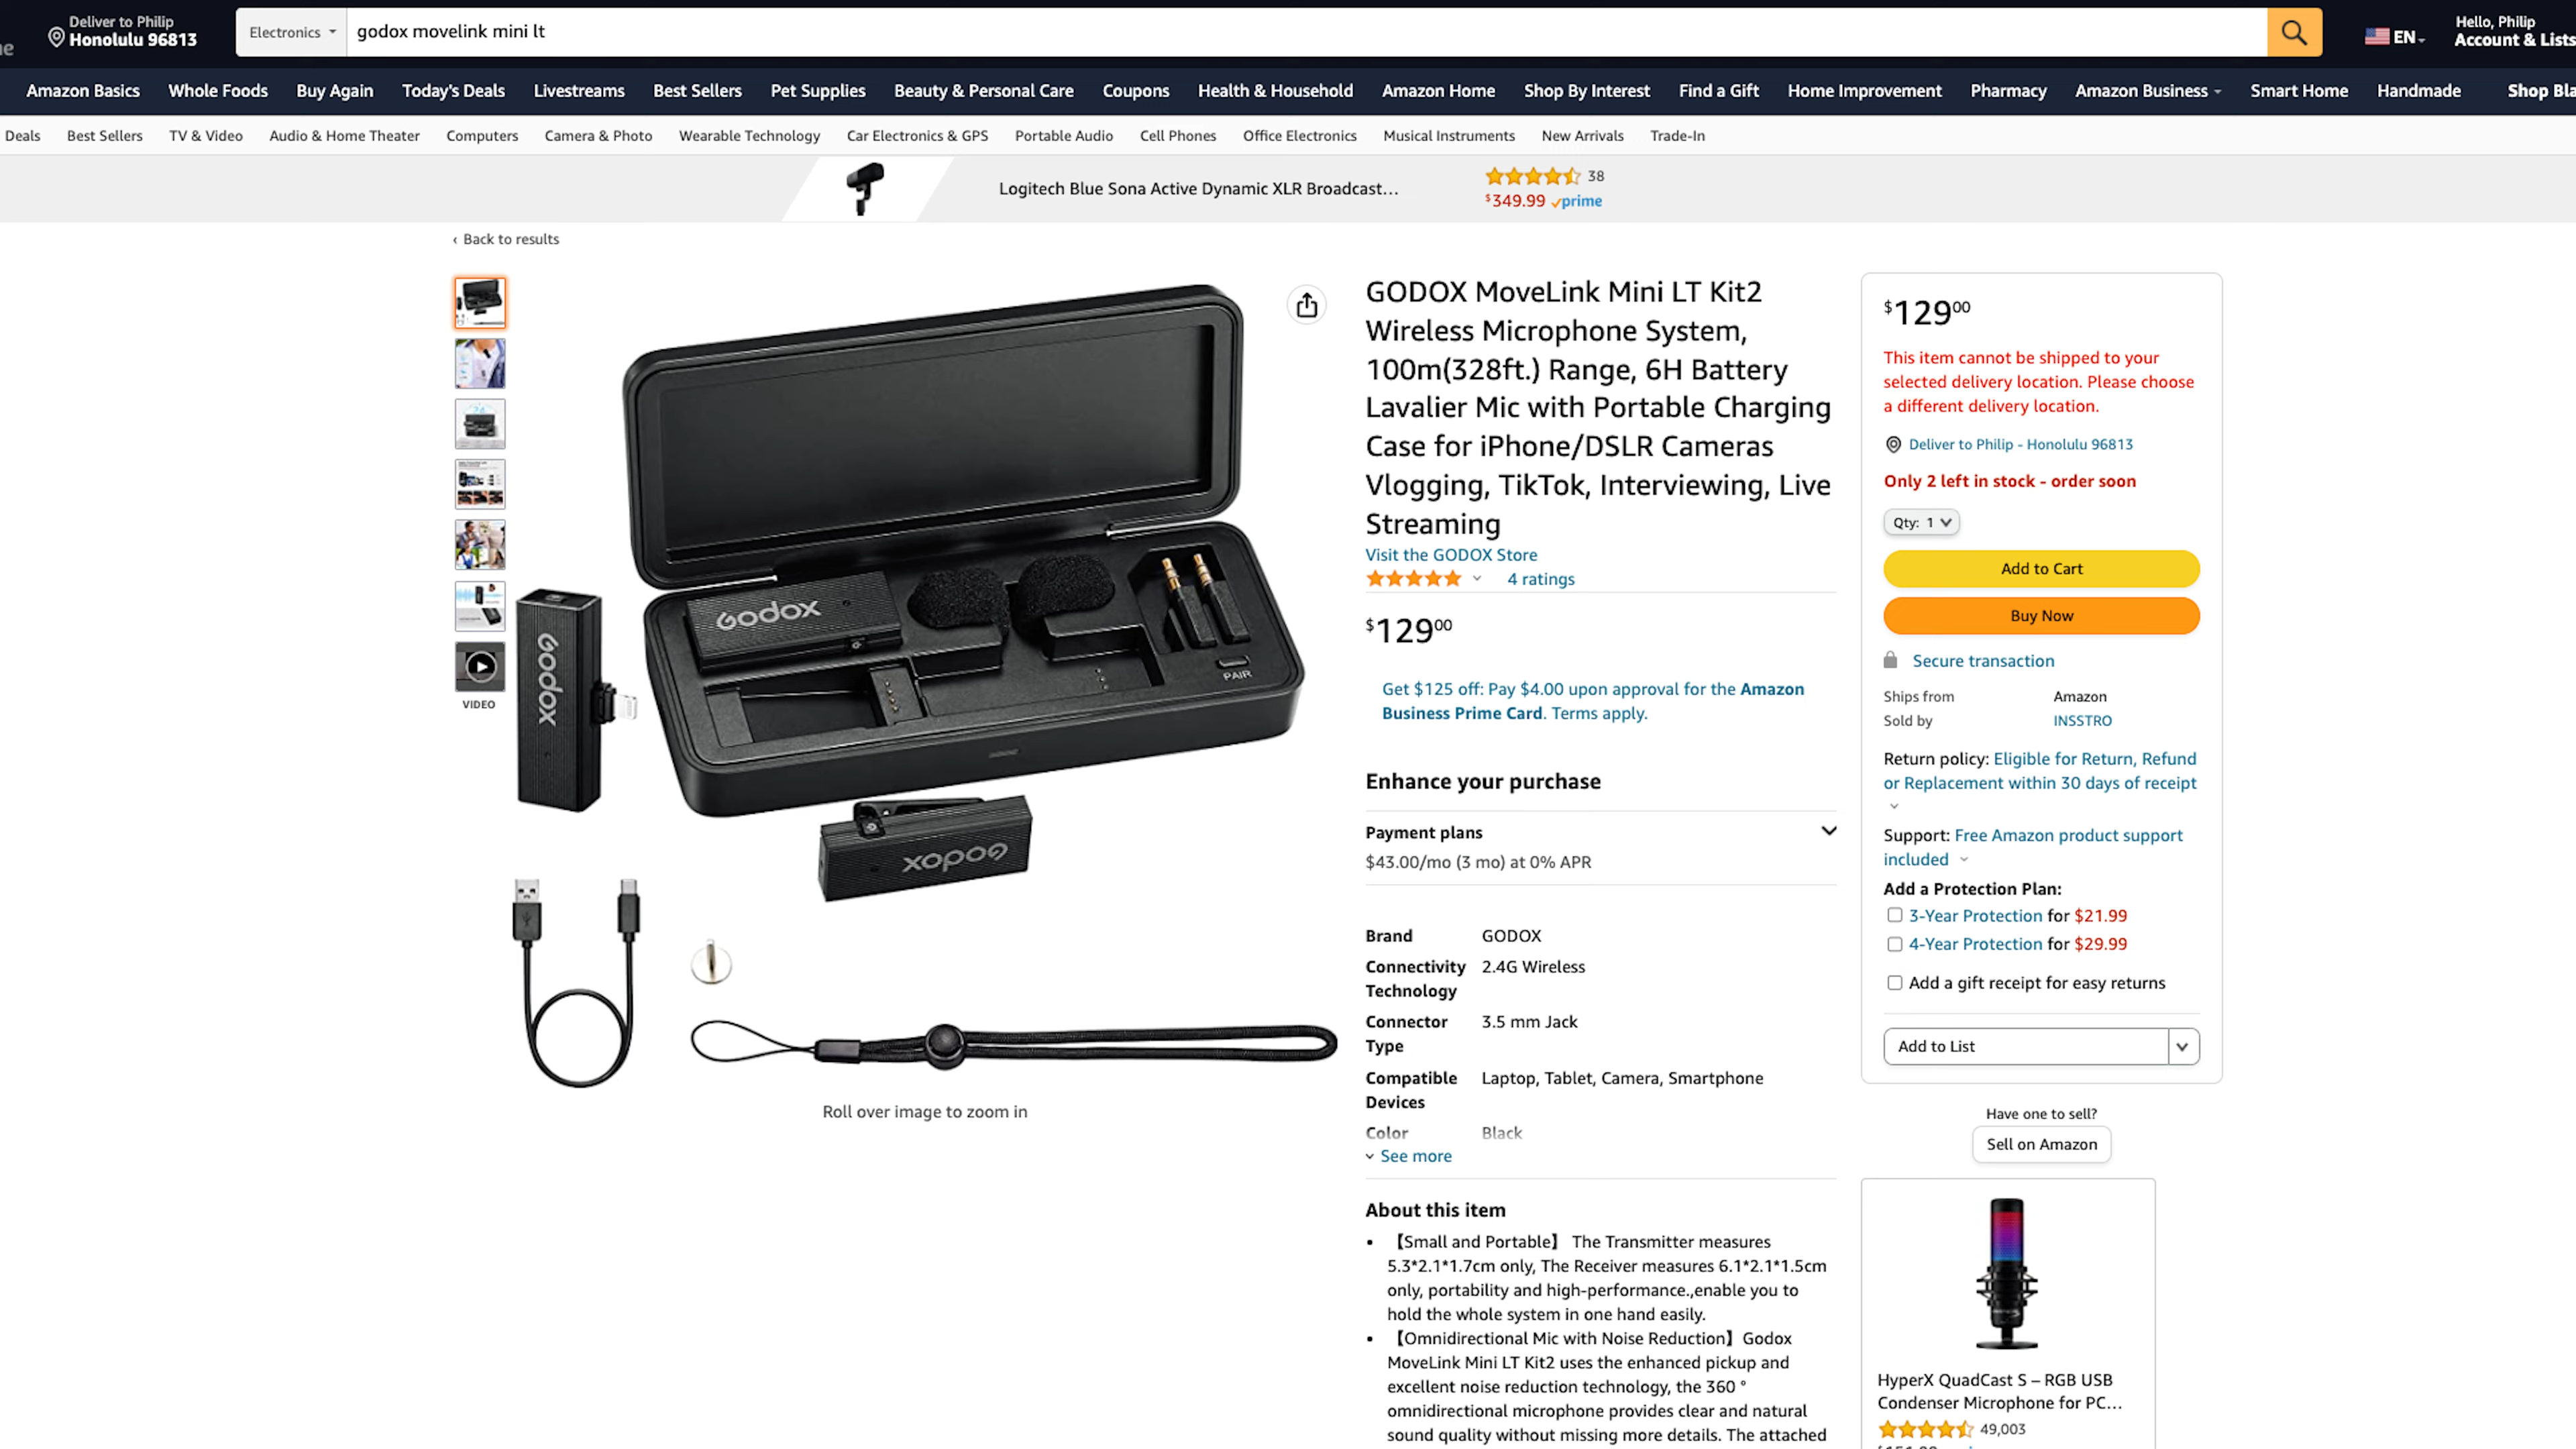 Deliver to Philip
Honolulu 96813
Electronics
godox movelink mini lt
EN
Hello, Philip
Account & Lists
Amazon Basics Whole Foods Buy Again Today's Deals Livestreams Best Sellers Pet Supplies Beauty & Personal Care Coupons Health & Household Amazon Home Shop By Interest Find a Gift Home Improvement Pharmacy Amazon Business Smart Home Handmade Shop Bla
Deals Best Sellers TV & Video Audio & Home Theater Computers Camera & Photo Wearable Technology Car Electronics & GPS Portable Audio Cell Phones Office Electronics Musical Instruments New Arrivals Trade-In
Logitech Blue Sona Active Dynamic XLR Broadcast...
38
$349.99 prime
‹ Back to results
VIDEO
Godox
Godox
PAIR
Godox
Roll over image to zoom in
GODOX MoveLink Mini LT Kit2
Wireless Microphone System,
100m(328ft.) Range, 6H Battery
Lavalier Mic with Portable Charging
Case for iPhone/DSLR Cameras
Vlogging, TikTok, Interviewing, Live
Streaming
Visit the GODOX Store
4 ratings
$129 00
Get $125 off: Pay $4.00 upon approval for the Amazon
Business Prime Card. Terms apply.
Enhance your purchase
Payment plans
$43.00/mo (3 mo) at 0% APR
Brand GODOX
Connectivity 2.4G Wireless
Technology
Connector 3.5 mm Jack
Type
Compatible Laptop, Tablet, Camera, Smartphone
Devices
Color Black
See more
About this item
• 【Small and Portable】 The Transmitter measures
5.3*2.1*1.7cm only, The Receiver measures 6.1*2.1*1.5cm
only, portability and high-performance.,enable you to
hold the whole system in one hand easily.
• 【Omnidirectional Mic with Noise Reduction】Godox
MoveLink Mini LT Kit2 uses the enhanced pickup and
excellent noise reduction technology, the 360 °
omnidirectional microphone provides clear and natural
sound quality without missing more details. The attached
$129 00
This item cannot be shipped to your
selected delivery location. Please choose
a different delivery location.
Deliver to Philip - Honolulu 96813
Only 2 left in stock - order soon
Qty: 1
Add to Cart
Buy Now
Secure transaction
Ships from Amazon
Sold by INSSTRO
Return policy: Eligible for Return, Refund
or Replacement within 30 days of receipt
Support: Free Amazon product support
included
Add a Protection Plan:
3-Year Protection for $21.99
4-Year Protection for $29.99
Add a gift receipt for easy returns
Add to List
Have one to sell?
Sell on Amazon
HyperX QuadCast S – RGB USB
Condenser Microphone for PC...
49,003